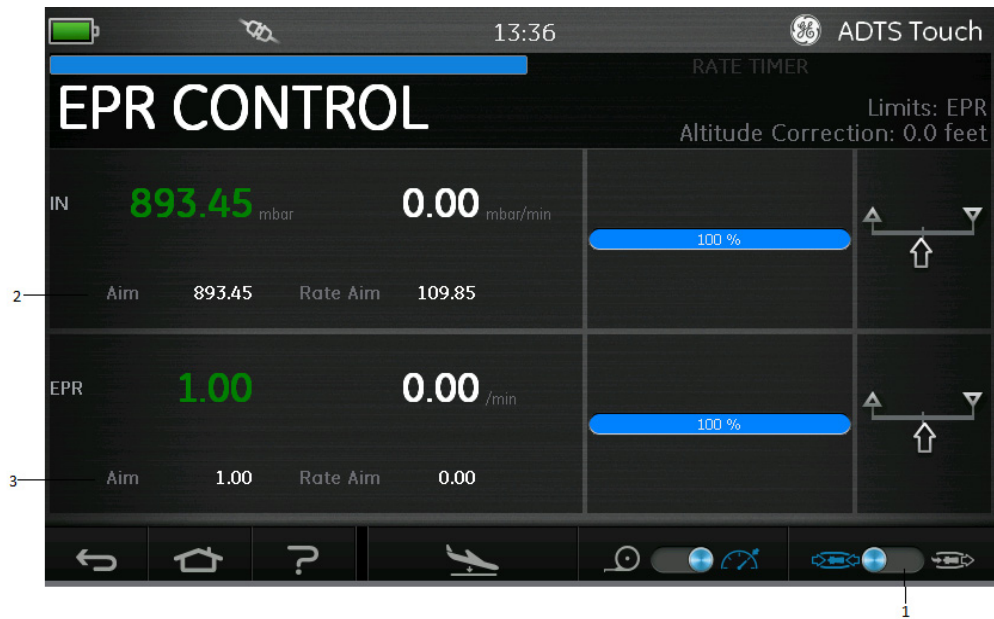 13:36
ADTS Touch
RATE TIMER
EPR CONTROL
Limits: EPR
Altitude Correction: 0.0 feet
IN 893.45 mbar 0.00 mbar/min
100 %
2 Aim 893.45 Rate Aim 109.85
EPR 1.00 0.00 /min
100 %
3 Aim 1.00 Rate Aim 0.00
?
1